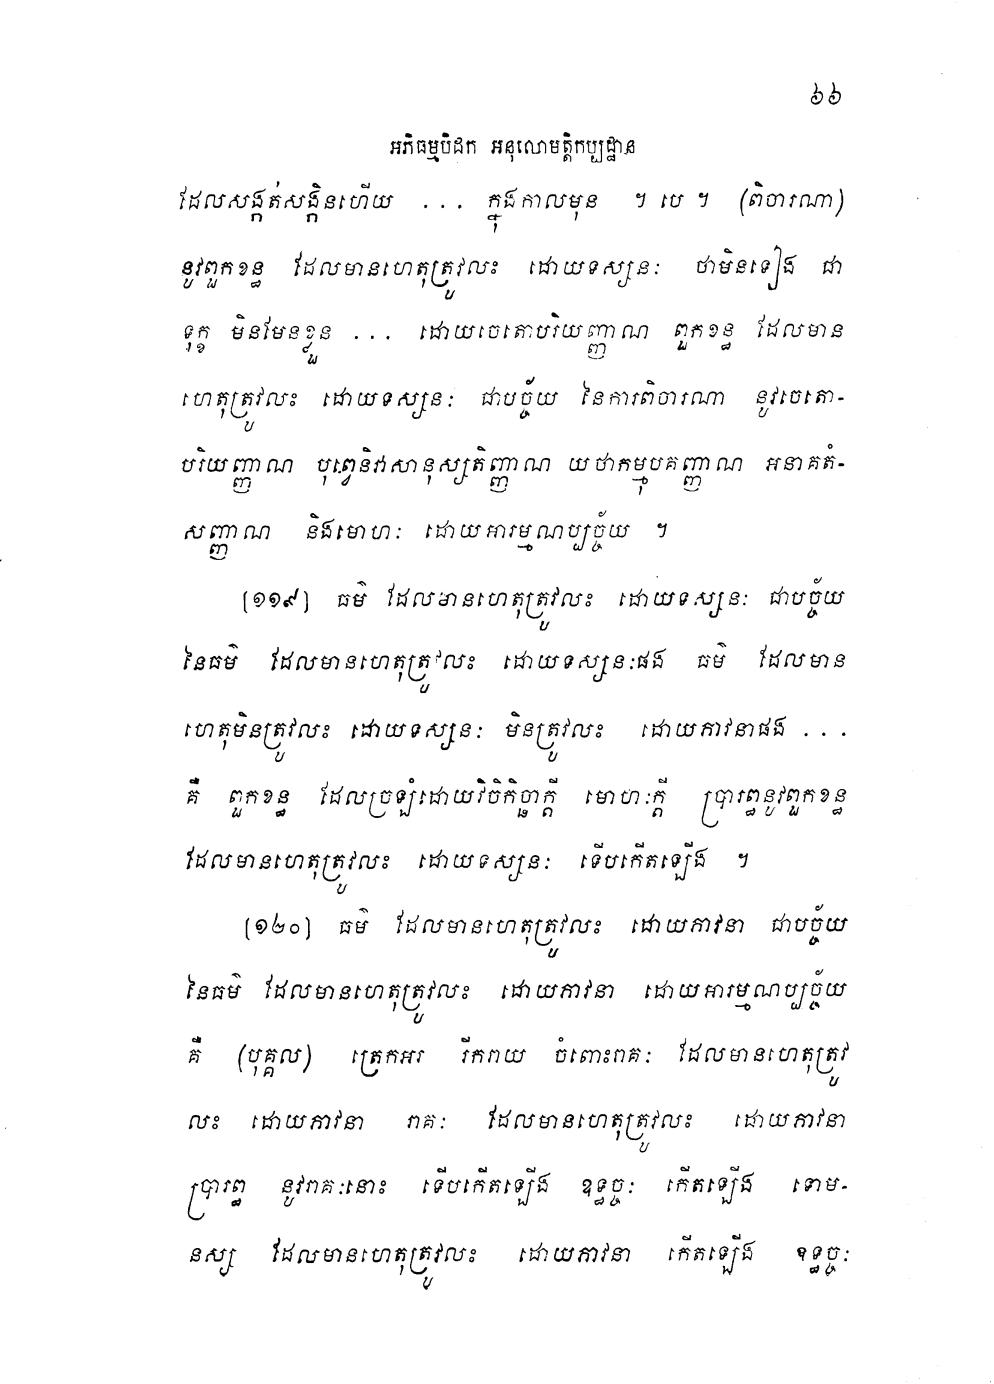 ៦៦
អភិធម្មបិដក អនុលោមត្តិកប្បដ្ឋាន
ដែលសង្កត់សង្កិនហើយ ... ក្នុងកាលមុន ។ បេ ។ (ពិចារណា)
នូវពួកខន្ធ ដែលមានហេតុត្រូវលះ ដោយទស្សនៈ ថាមិនទៀង ជា
ទុក្ខ មិនមែនខ្លួន ... ដោយចេតោបរិយញ្ញាណ ពួកខន្ធ ដែលមាន
ហេតុត្រូវលះ ដោយទស្សនៈ ជាបច្ច័យ នៃការពិចារណា នូវចេតោ-
បរិយញ្ញាណ បុព្វេនិវាសានុស្សតិញ្ញាណ យថាកម្មុបគញ្ញាណ អនាគតំ-
សញ្ញាណ និងមោហៈ ដោយអារម្មណប្បច្ច័យ ។
[១១៩] ធម៌ ដែលមានហេតុត្រូវលះ ដោយទស្សនៈ ជាបច្ច័យ
នៃធម៌ ដែលមានហេតុត្រូវលះ ដោយទស្សនៈផង ធម៌ ដែលមាន
ហេតុមិនត្រូវលះ ដោយទស្សនៈ មិនត្រូវលះ ដោយភាវនាផង ...
គឺ ពួកខន្ធ ដែលច្រឡំដោយវិចិកិច្ឆាក្តី មោហៈក្តី ប្រារព្ធនូវពួកខន្ធ
ដែលមានហេតុត្រូវលះ ដោយទស្សនៈ ទើបកើតឡើង ។
[១២០] ធម៌ ដែលមានហេតុត្រូវលះ ដោយភាវនា ជាបច្ច័យ
នៃធម៌ ដែលមានហេតុត្រូវលះ ដោយភាវនា ដោយអារម្មណប្បច្ច័យ
គឺ (បុគ្គល) ត្រេកអរ រីករាយ ចំពោះរាគៈ ដែលមានហេតុត្រូវ
លះ ដោយភាវនា រាគៈ ដែលមានហេតុត្រូវលះ ដោយភាវនា
ប្រារព្ធ នូវរាគៈនោះ ទើបកើតឡើង ឧទ្ធច្ចៈ កើតឡើង ទោម-
នស្ស ដែលមានហេតុត្រូវលះ ដោយភាវនា កើតឡើង ឧទ្ធច្ចៈ